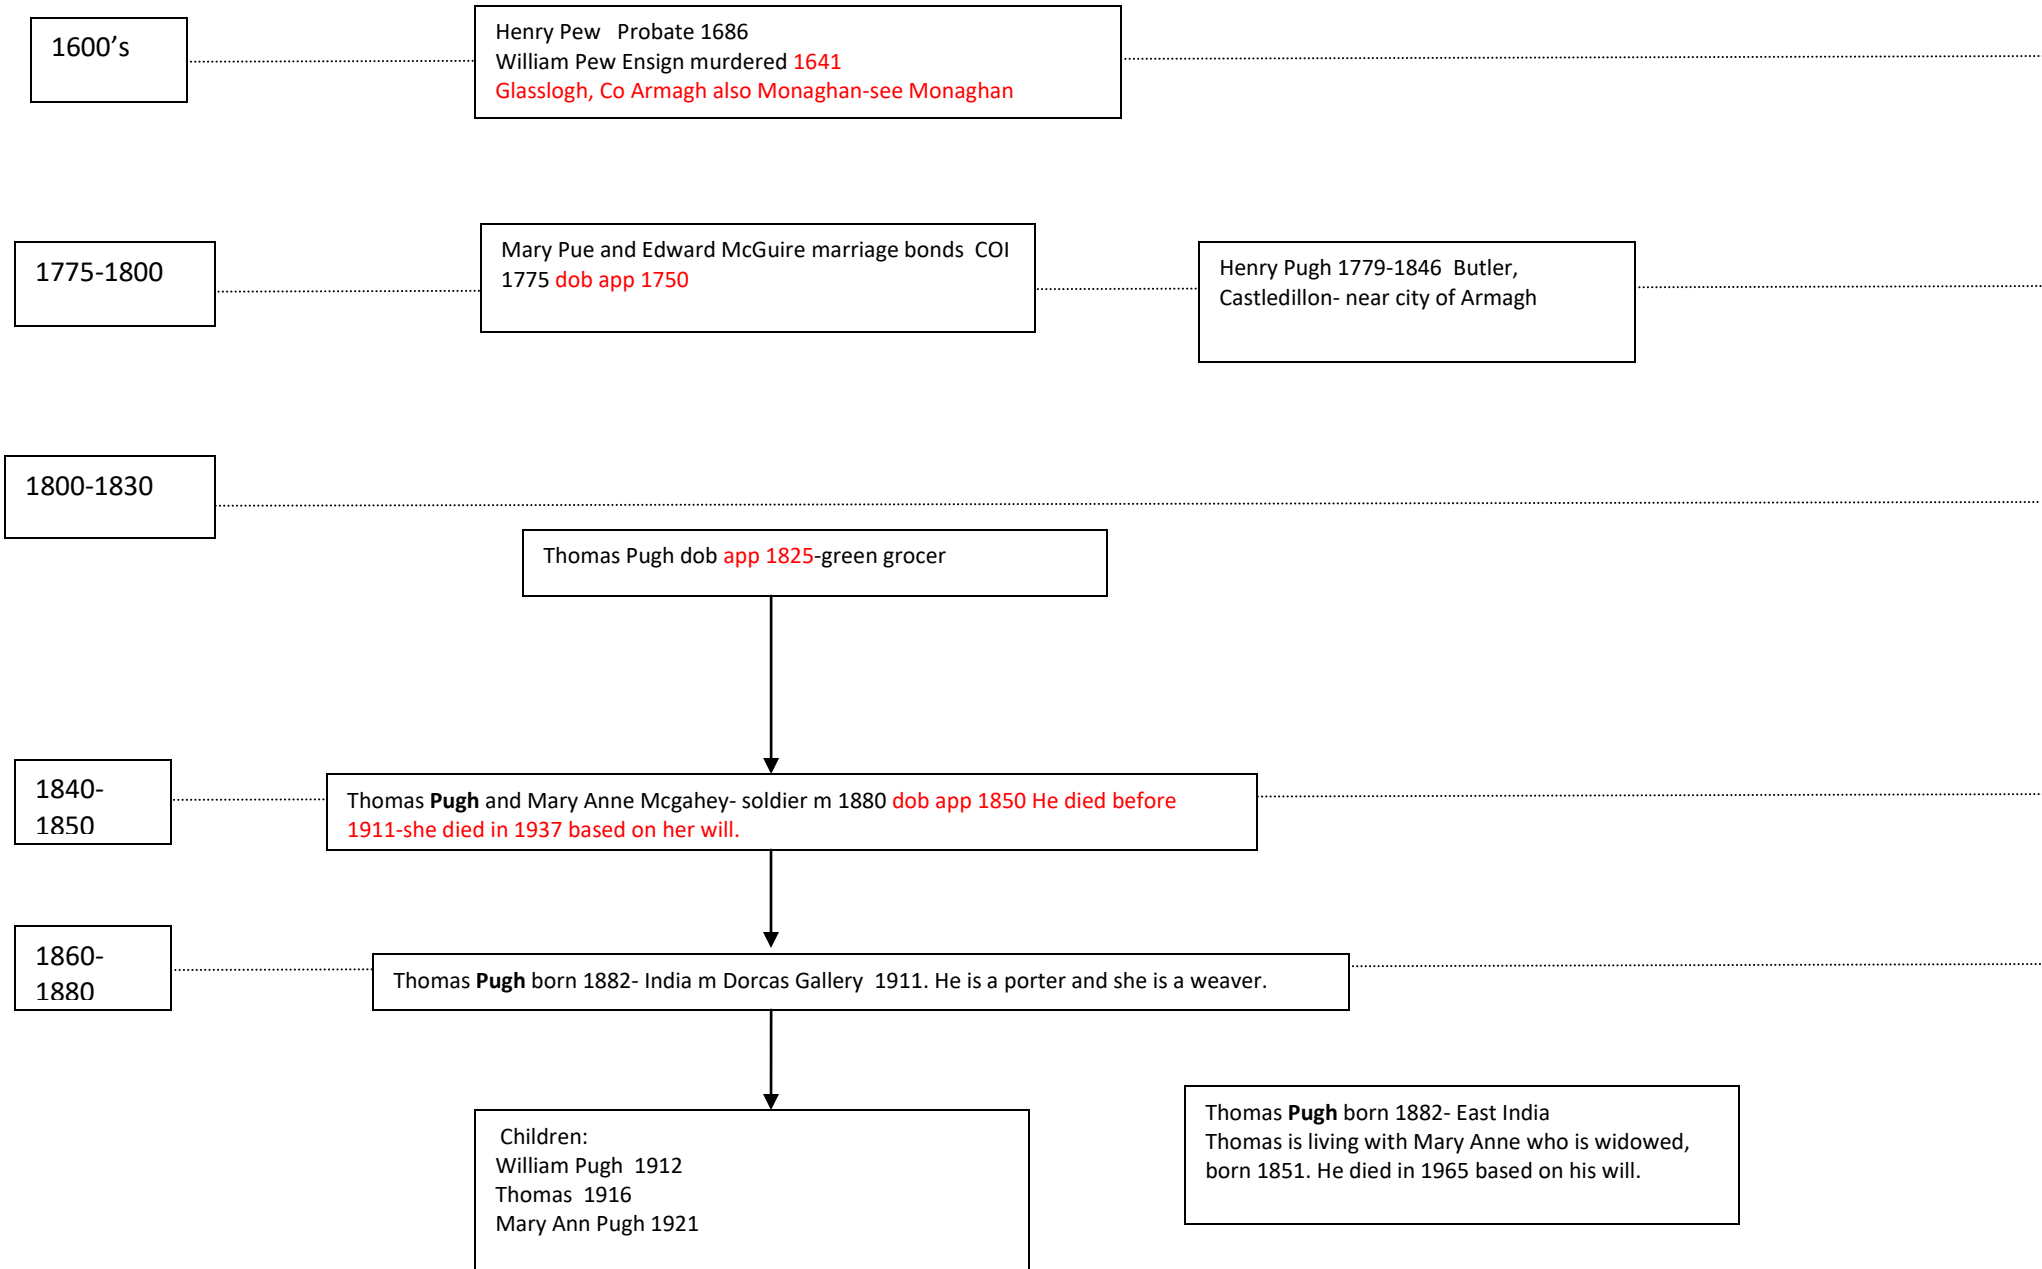 1600’s
Henry Pew   Probate 1686
William Pew Ensign murdered 1641
Glasslogh, Co Armagh also Monaghan-see Monaghan
1775-1800
Mary Pue and Edward McGuire marriage bonds  COI
1775 dob app 1750
Henry Pugh 1779-1846  Butler,
Castledillon- near city of Armagh
1800-1830
Thomas Pugh dob app 1825-green grocer
1840-
1850
Thomas Pugh and Mary Anne Mcgahey- soldier m 1880 dob app 1850 He died before
1911-she died in 1937 based on her will.
1860-
1880
Thomas Pugh born 1882- India m Dorcas Gallery  1911. He is a porter and she is a weaver.
Children:
William Pugh  1912
Thomas  1916
Mary Ann Pugh 1921
Thomas Pugh born 1882- East India
Thomas is living with Mary Anne who is widowed,
born 1851. He died in 1965 based on his will.